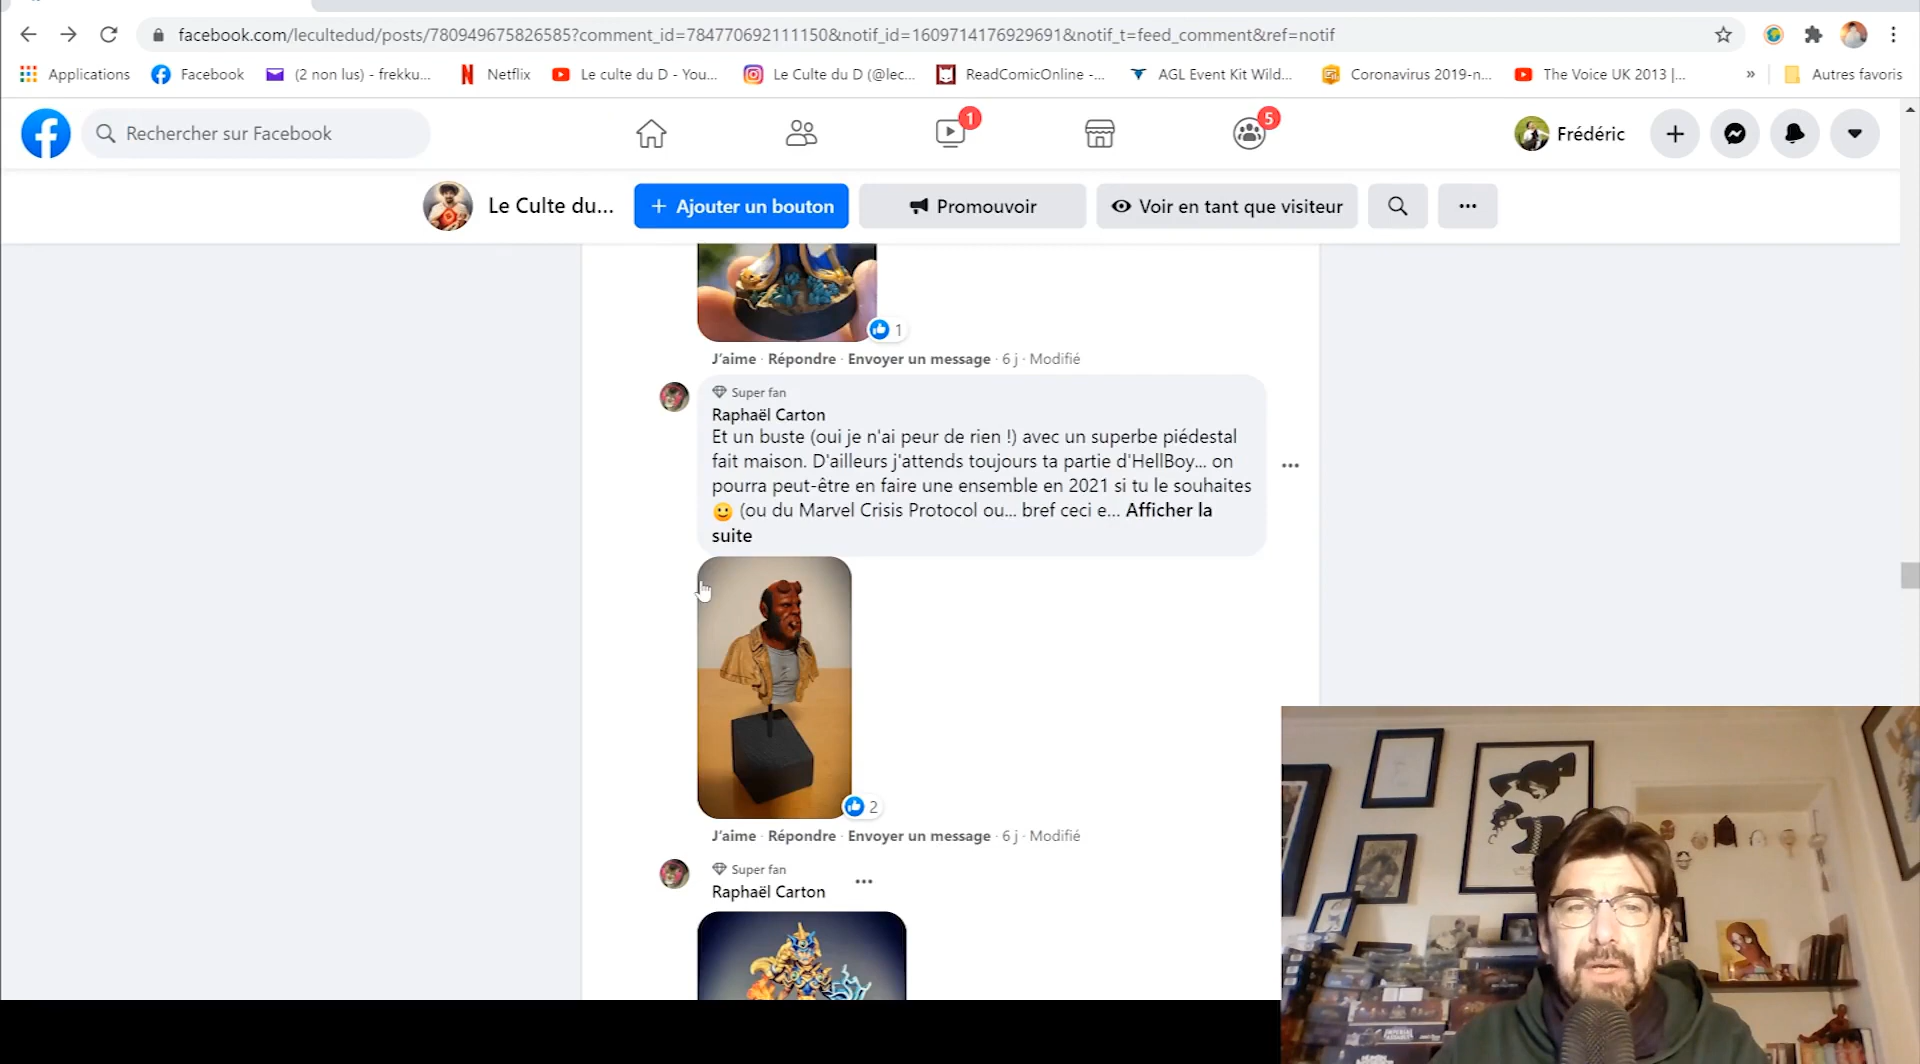 facebook.com/lecultedud/posts/780949675826585?comment_id=784770692111150&notif_id=1609714176929691&notif_t=feed_comment&ref=notif
Applications
Facebook
(2 non lus) - frekku...
Netflix
Le culte du D - You...
Le Culte du D (@lec...
ReadComicOnline -...
AGL Event Kit Wild...
Coronavirus 2019-n...
The Voice UK 2013 |...
»
Autres favoris
Rechercher sur Facebook
1
5
Frédéric
Le Culte du...
+ Ajouter un bouton
Promouvoir
Voir en tant que visiteur
1
J'aime · Répondre · Envoyer un message · 6 j · Modifié
Super fan
Raphaël Carton
Et un buste (oui je n'ai peur de rien !) avec un superbe piédestal
fait maison. D'ailleurs j'attends toujours ta partie d'HellBoy... on
pourra peut-être en faire une ensemble en 2021 si tu le souhaites
🙂 (ou du Marvel Crisis Protocol ou... bref ceci e... Afficher la
suite
2
J'aime · Répondre · Envoyer un message · 6 j · Modifié
Super fan
Raphaël Carton